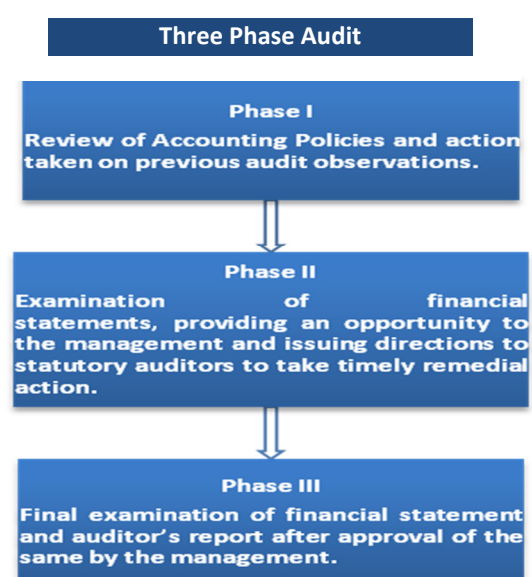 Three Phase Audit
Phase I
Review of Accounting Policies and action
taken on previous audit observations.
Phase II
Examination of financial
statements, providing an opportunity to
the management and issuing directions to
statutory auditors to take timely remedial
action.
Phase III
Final examination of financial statement
and auditor's report after approval of the
same by the management.